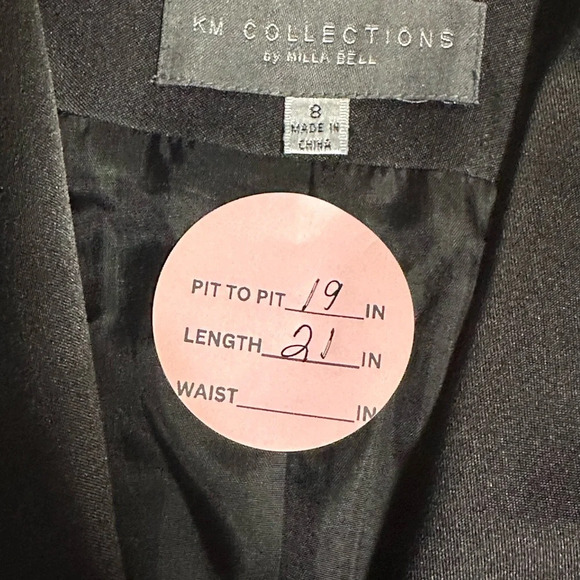 KM COLLECTIONS
by MILLA BELL
8
MADE IN
CHINA
PIT TO PIT 19 IN
LENGTH 21 IN
WAIST IN